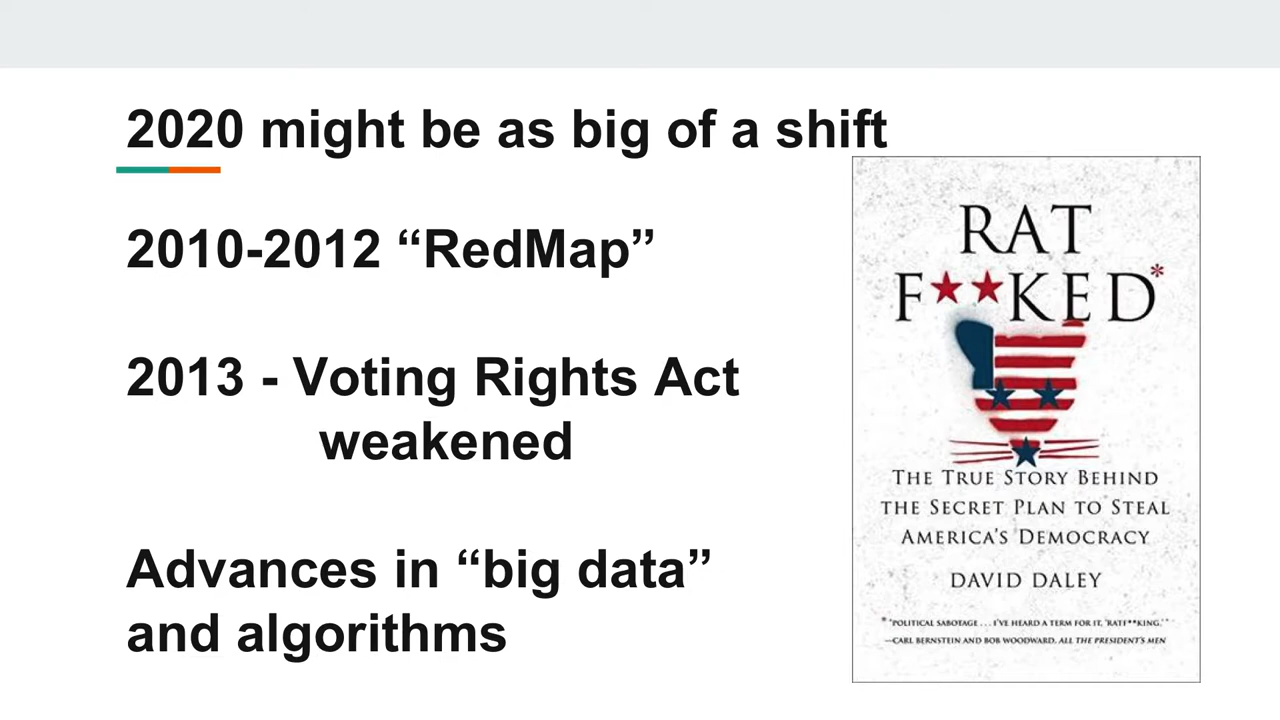 2020 might be as big of a shift
2010-2012 “RedMap”
2013 - Voting Rights Act
weakened
Advances in “big data”
and algorithms
RAT
F★★KED*
THE TRUE STORY BEHIND
THE SECRET PLAN TO STEAL
AMERICA'S DEMOCRACY
DAVID DALEY
* "POLITICAL SABOTAGE . . . I'VE HEARD A TERM FOR IT, 'RATF**KING.' "
—CARL BERNSTEIN AND BOB WOODWARD, ALL THE PRESIDENT'S MEN